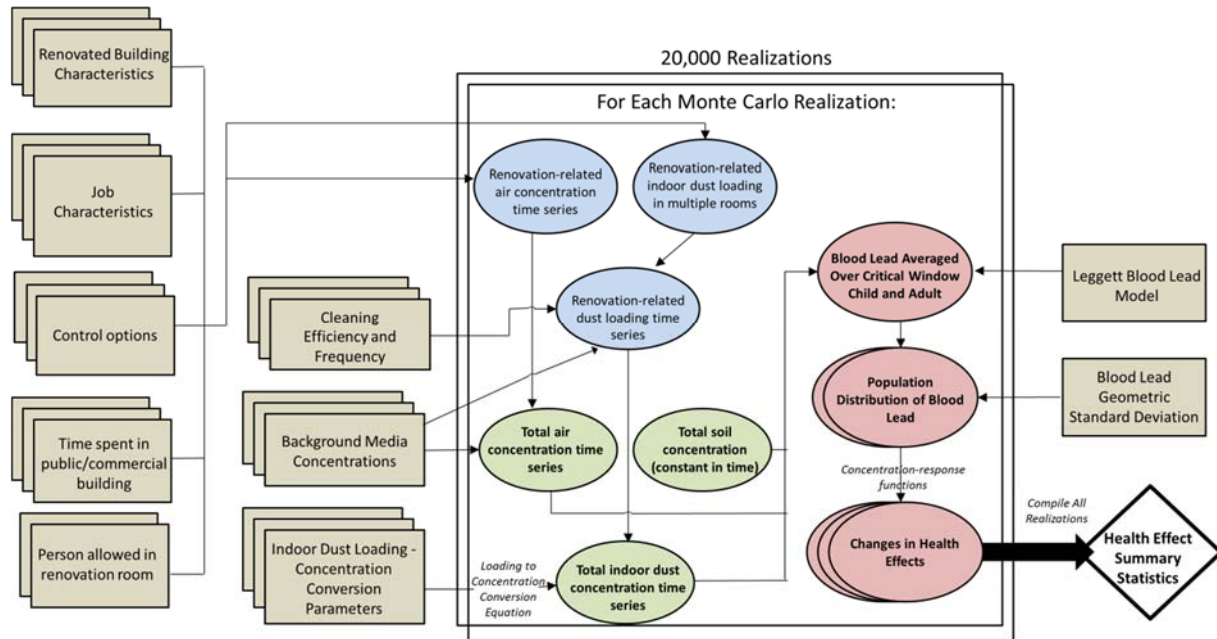 20,000 Realizations
For Each Monte Carlo Realization:
Renovated Building
Characteristics
Job
Characteristics
Control options
Time spent in
public/commercial
building
Person allowed in
renovation room
Cleaning
Efficiency and
Frequency
Background Media
Concentrations
Indoor Dust Loading -
Concentration
Conversion
Parameters
Renovation-related
air concentration
time series
Renovation-related
indoor dust loading
in multiple rooms
Renovation-related
dust loading time
series
Total air
concentration time
series
Total soil
concentration
(constant in time)
Loading to
Concentration
Conversion
Equation
Total indoor dust
concentration time
series
Blood Lead Averaged
Over Critical Window
Child and Adult
Population
Distribution of Blood
Lead
Concentration-response
functions
Changes in Health
Effects
Leggett Blood Lead
Model
Blood Lead
Geometric
Standard Deviation
Compile All
Realizations
Health Effect
Summary
Statistics